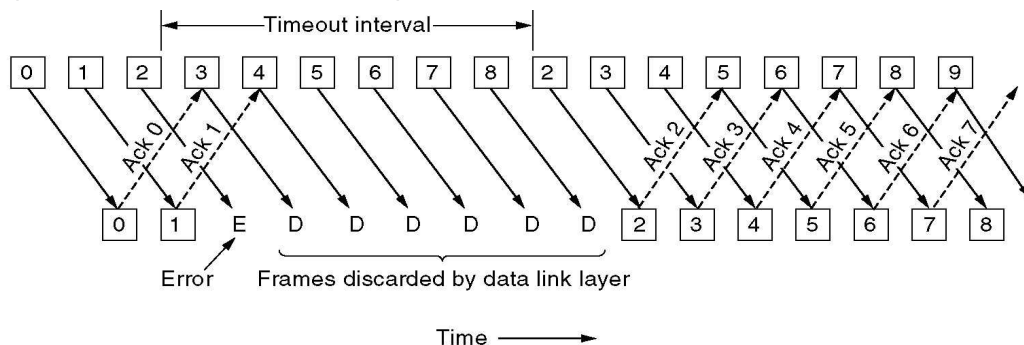 Timeout interval
0 1 2 3 4 5 6 7 8 2 3 4 5 6 7 8 9
Ack 0 Ack 1 Ack 2 Ack 3 Ack 4 Ack 5 Ack 6 Ack 7
0 1 E D D D D D D 2 3 4 5 6 7 8
Error Frames discarded by data link layer
Time